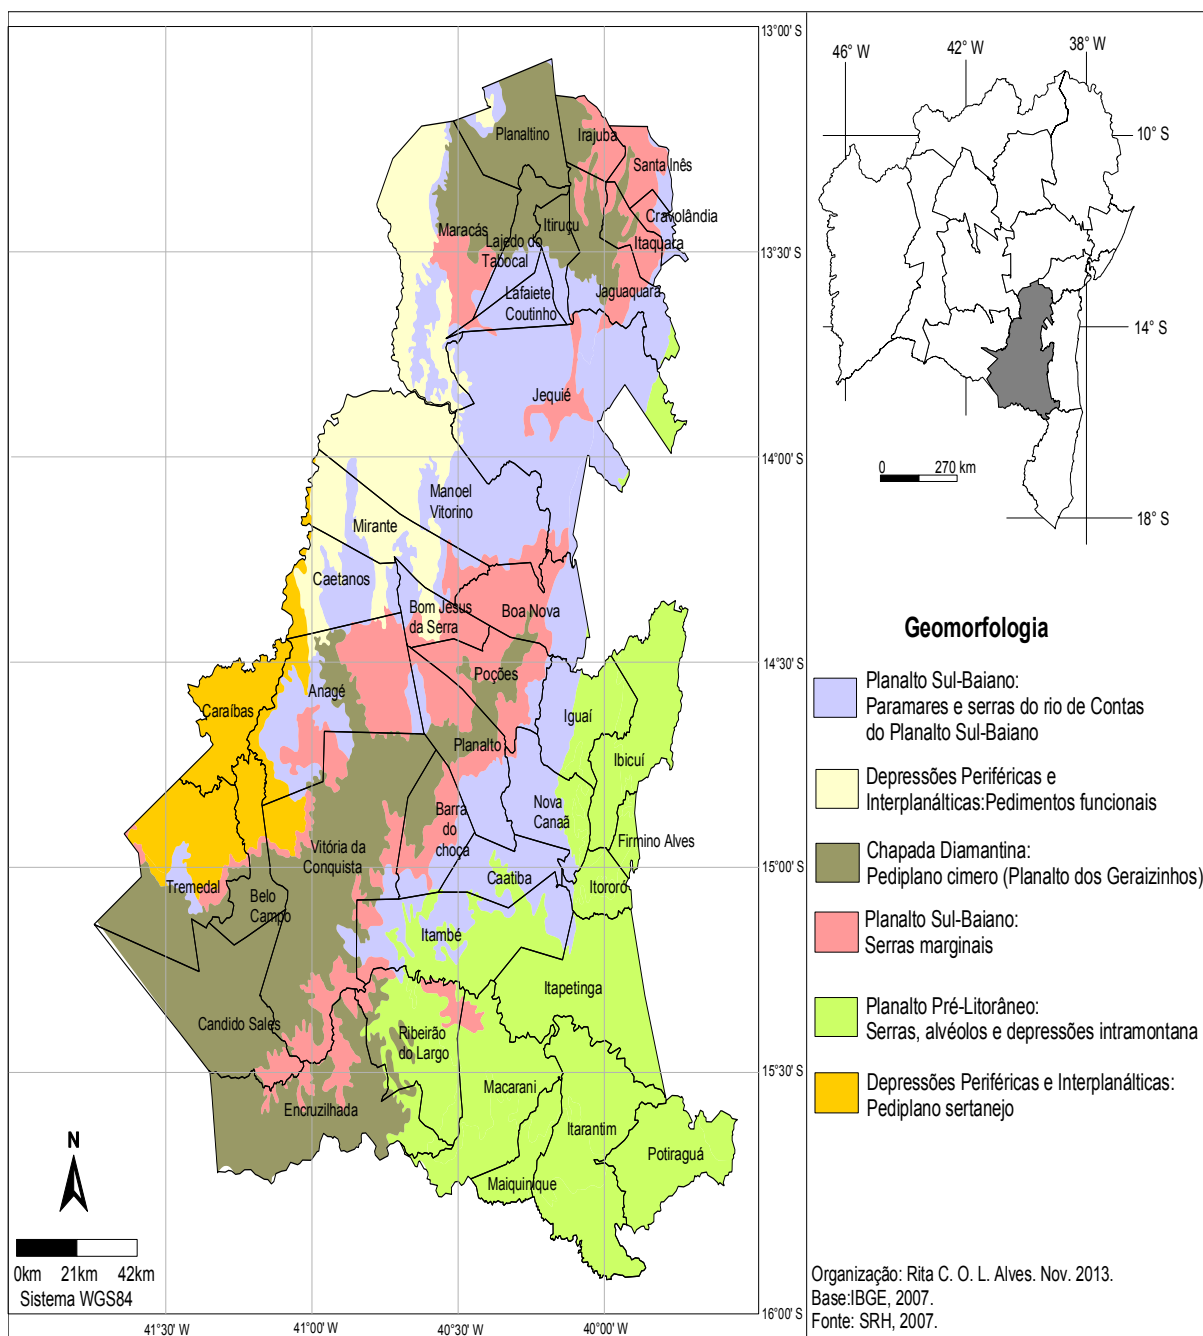 13°00' S
13°30' S
14°00' S
14°30' S
15°00' S
15°30' S
16°00' S
41°30' W
41°00' W
40°30' W
40°00' W
Planaltino
Irajuba
Santa Inês
Cravolândia
Maracás
Itiruçu
Lajedo do
Tabocal
Itaquara
Lafaiete
Coutinho
Jaguaquara
Jequié
Manoel
Vitorino
Mirante
Caetanos
Bom Jesus
da Serra
Boa Nova
Poções
Anagé
Caraíbas
Iguaí
Planalto
Ibicuí
Nova
Canaã
Barra
do
choça
Firmino Alves
Vitória da
Conquista
Caatiba
Itororó
Tremedal
Belo
Campo
Itambé
Itapetinga
Candido Sales
Ribeirão
do Largo
Macarani
Encruzilhada
Itarantim
Potiraguá
Maiquinique
N
0km 21km 42km
Sistema WGS84
46° W
42° W
38° W
10° S
14° S
18° S
0 270 km
Geomorfologia
Planalto Sul-Baiano:
Paramares e serras do rio de Contas
do Planalto Sul-Baiano
Depressões Periféricas e
Interplanálticas:Pedimentos funcionais
Chapada Diamantina:
Pediplano cimero (Planalto dos Geraizinhos)
Planalto Sul-Baiano:
Serras marginais
Planalto Pré-Litorâneo:
Serras, alvéolos e depressões intramontana
Depressões Periféricas e Interplanálticas:
Pediplano sertanejo
Organização: Rita C. O. L. Alves. Nov. 2013.
Base:IBGE, 2007.
Fonte: SRH, 2007.